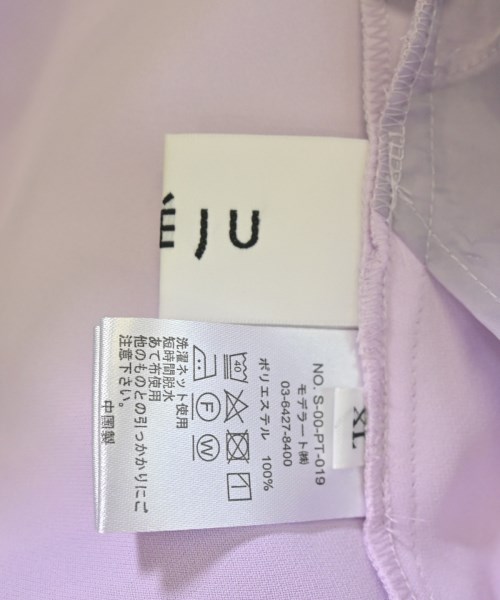 JU
XL
NO. S-00-PT-019
モデラート㈱
03-6427-8400
ポリエステル 100%
40
F W
洗濯ネット使用
短時間脱水
あて布使用
他のものとの引っかかりにご
注意下さい。
中国製